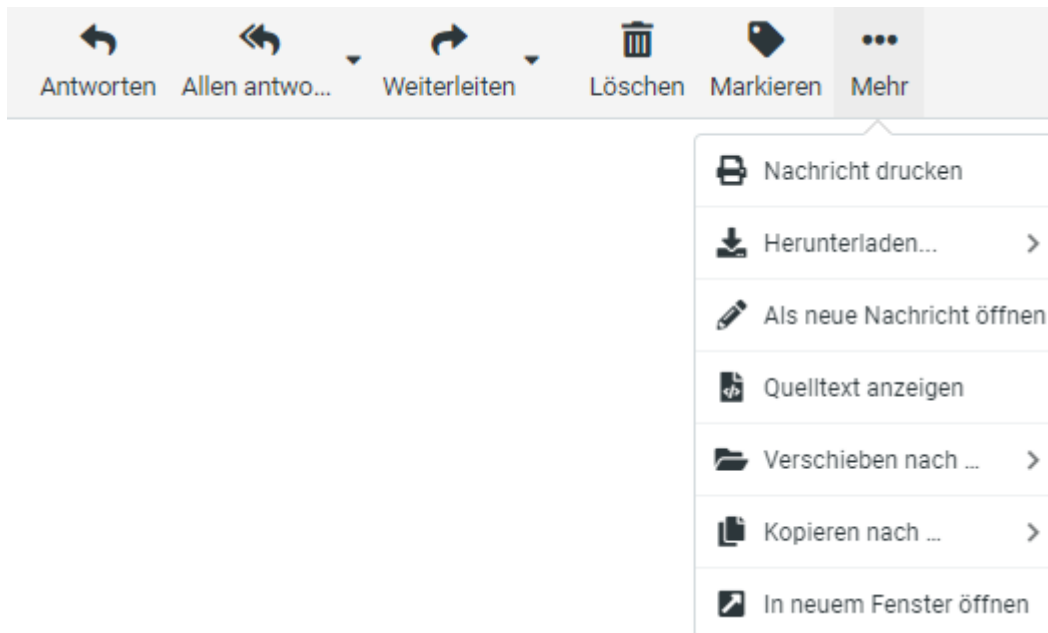 Antworten Allen antwo... Weiterleiten Löschen Markieren Mehr
Nachricht drucken
Herunterladen...
Als neue Nachricht öffnen
Quelltext anzeigen
Verschieben nach ...
Kopieren nach ...
In neuem Fenster öffnen